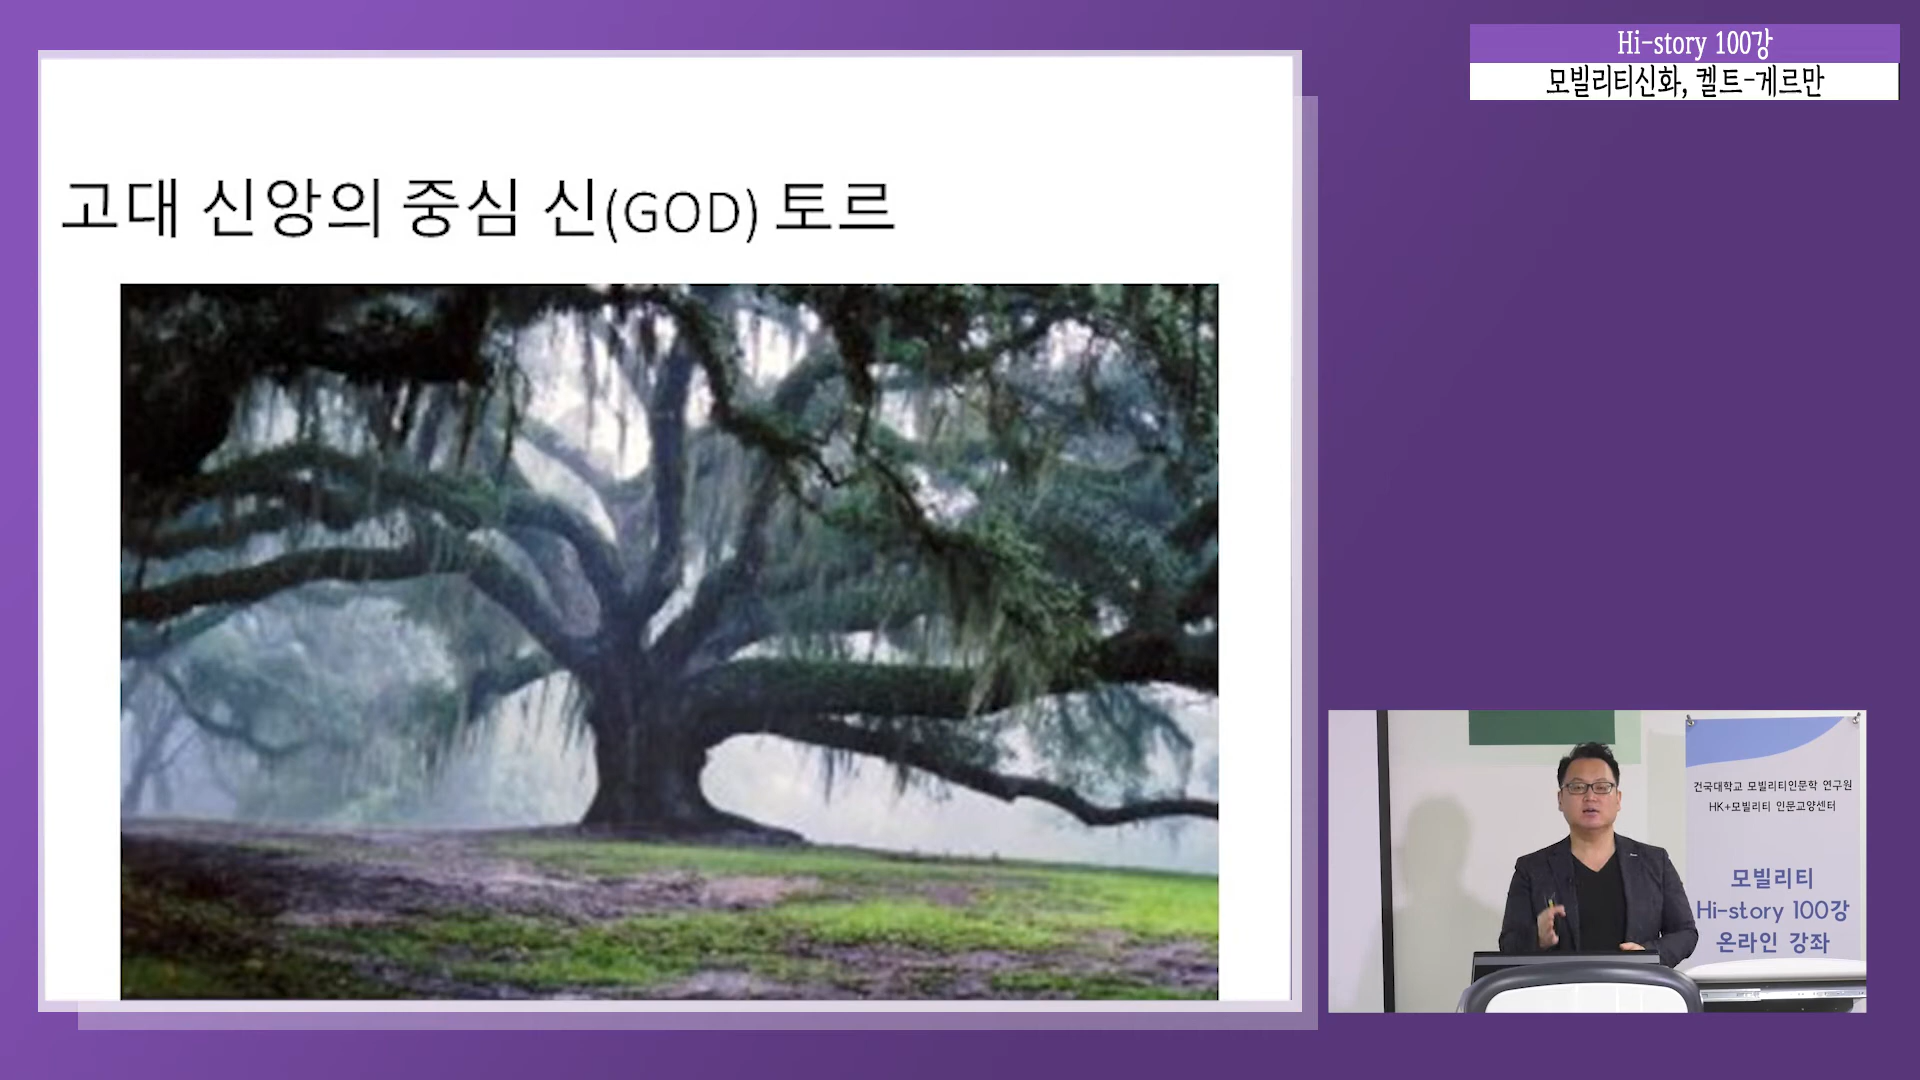 Hi-story 100강
모빌리티신화, 켈트-게르만
고대 신앙의 중심 신(GOD) 토르
건국대학교 모빌리티인문학 연구원
HK+모빌리티 인문교양센터
모빌리티
Hi-story 100강
온라인 강좌